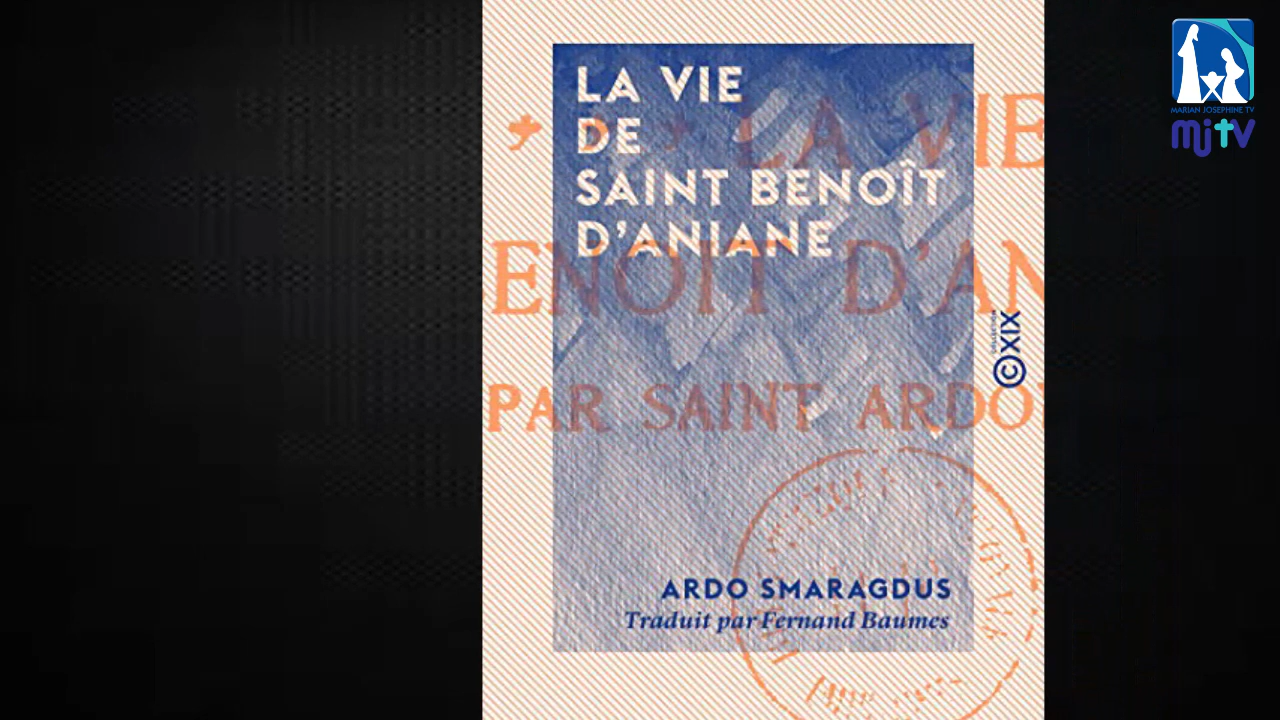 LA VIE
DE
SAINT BENOÎT
D'ANIANE
LA VIE
ENOIT D'AN
PAR SAINT ARDO
COLLECTION
XIX
ARDO SMARAGDUS
Traduit par Fernand Baumes
MARIAN JOSEPHINE TV
mjtv